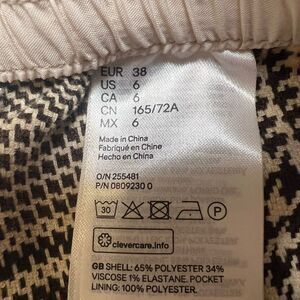 EUR 38
US 6
CA 6
CN 165/72A
MX 6
Made in China
Fabriqué en Chine
Hecho en China
O/N 255481
P/N 0809230 0
30
clevercare.info
GB SHELL: 65% POLYESTER 34%
VISCOSE 1% ELASTANE. POCKET
LINING: 100% POLYESTER.